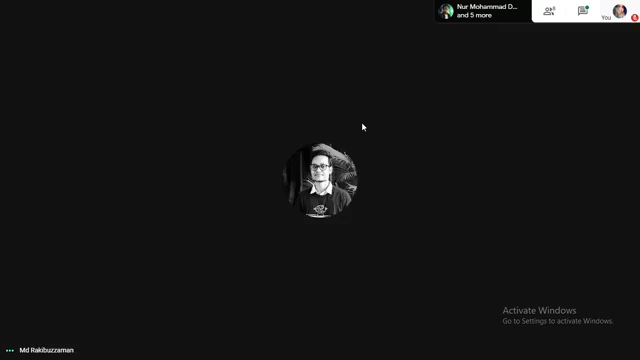 Nur Mohammad D...
and 5 more
You
Activate Windows
Go to Settings to activate Windows.
Md Rakibuzzaman